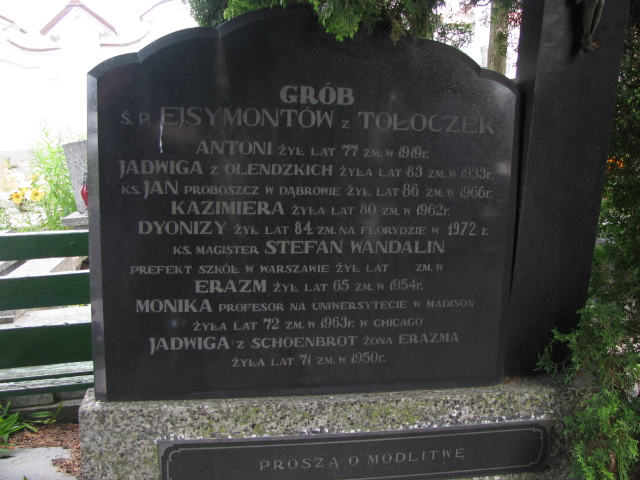 GRÓB
Ś.P. EJSYMONTÓW z TOŁOCZEK
ANTONI ŻYŁ LAT 77 ZM. W 1919r.
JADWIGA z OLENDZKICH ŻYŁA LAT 83 ZM. W 1933r.
KS. JAN PROBOSZCZ W DĄBROWIE ŻYŁ LAT 86 ZM. W 1966r.
KAZIMIERA ŻYŁA LAT 80 ZM. W 1962r.
DYONIZY ŻYŁ LAT 84 ZM. NA FLORYDZIE W 1972 r.
KS. MAGISTER STEFAN WANDALIN
PREFEKT SZKÓŁ W WARSZAWIE ŻYŁ LAT ZM. W
ERAZM ŻYŁ LAT 65 ZM. W 1954r.
MONIKA PROFESOR NA UNIWERSYTECIE W MADISON
ŻYŁA LAT 72 ZM. W 1963r. W CHICAGO
JADWIGA z SCHOENBROT ŻONA ERAZMA
ŻYŁA LAT 71 ZM. W 1950r.
PROSZĄ O MODLITWĘ